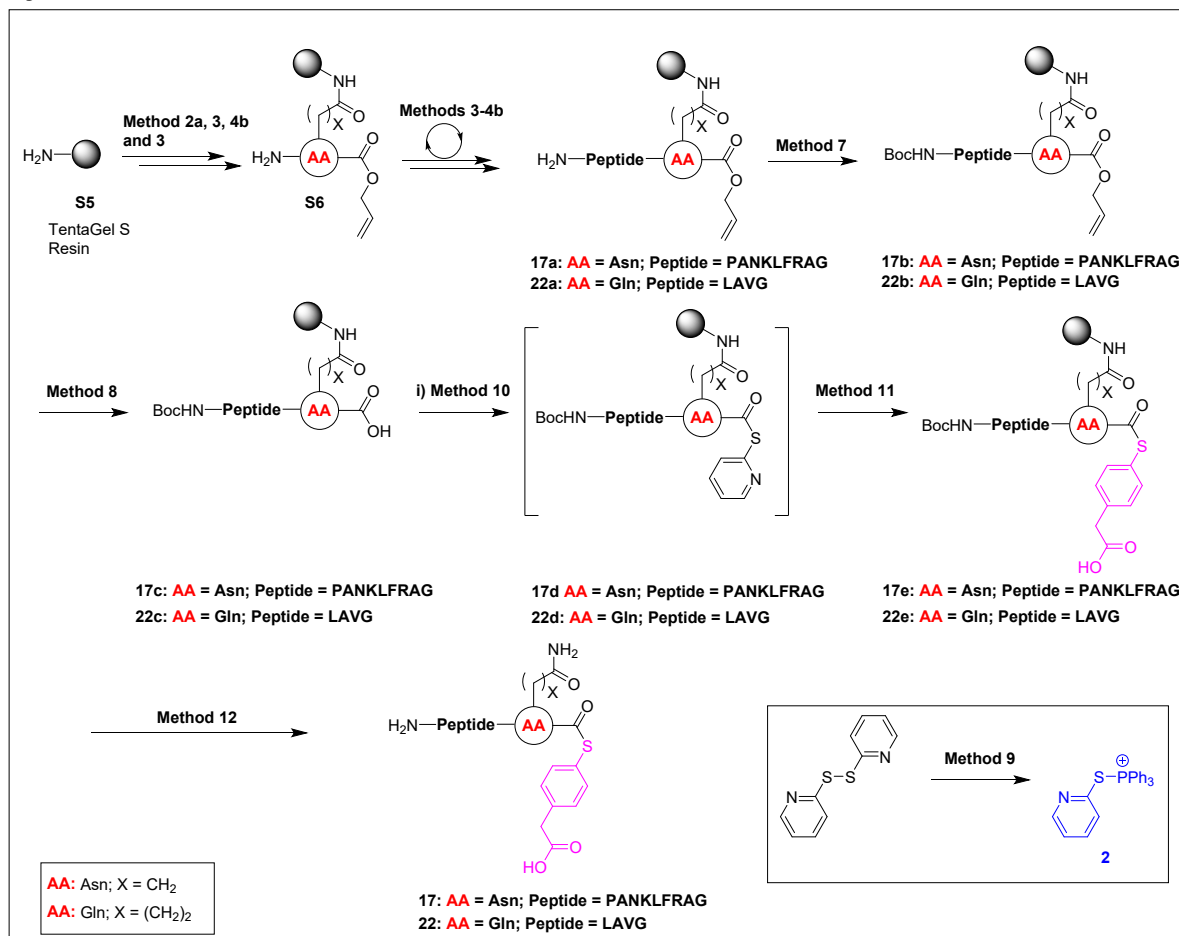 Method 2a, 3, 4b
and 3
H2N
S5
TentaGel S
Resin
NH
O
X
O
H2N
AA
O
S6
Methods 3-4b
NH
O
X
O
H2N
Peptide
AA
O
17a: AA = Asn; Peptide = PANKLFRAG
22a: AA = Gln; Peptide = LAVG
Method 7
NH
O
X
O
BocHN
Peptide
AA
O
17b: AA = Asn; Peptide = PANKLFRAG
22b: AA = Gln; Peptide = LAVG
Method 8
NH
O
X
O
BocHN
Peptide
AA
OH
17c: AA = Asn; Peptide = PANKLFRAG
22c: AA = Gln; Peptide = LAVG
i) Method 10
NH
O
X
O
BocHN
Peptide
AA
S
N
17d AA = Asn; Peptide = PANKLFRAG
22d: AA = Gln; Peptide = LAVG
Method 11
NH
O
X
O
BocHN
Peptide
AA
S
O
HO
17e: AA = Asn; Peptide = PANKLFRAG
22e: AA = Gln; Peptide = LAVG
Method 12
NH2
O
X
O
H2N
Peptide
AA
S
O
HO
17: AA = Asn; Peptide = PANKLFRAG
22: AA = Gln; Peptide = LAVG
AA: Asn; X = CH2
AA: Gln; X = (CH2)2
N
S-S
N
Method 9
⊕
S-PPh3
N
2